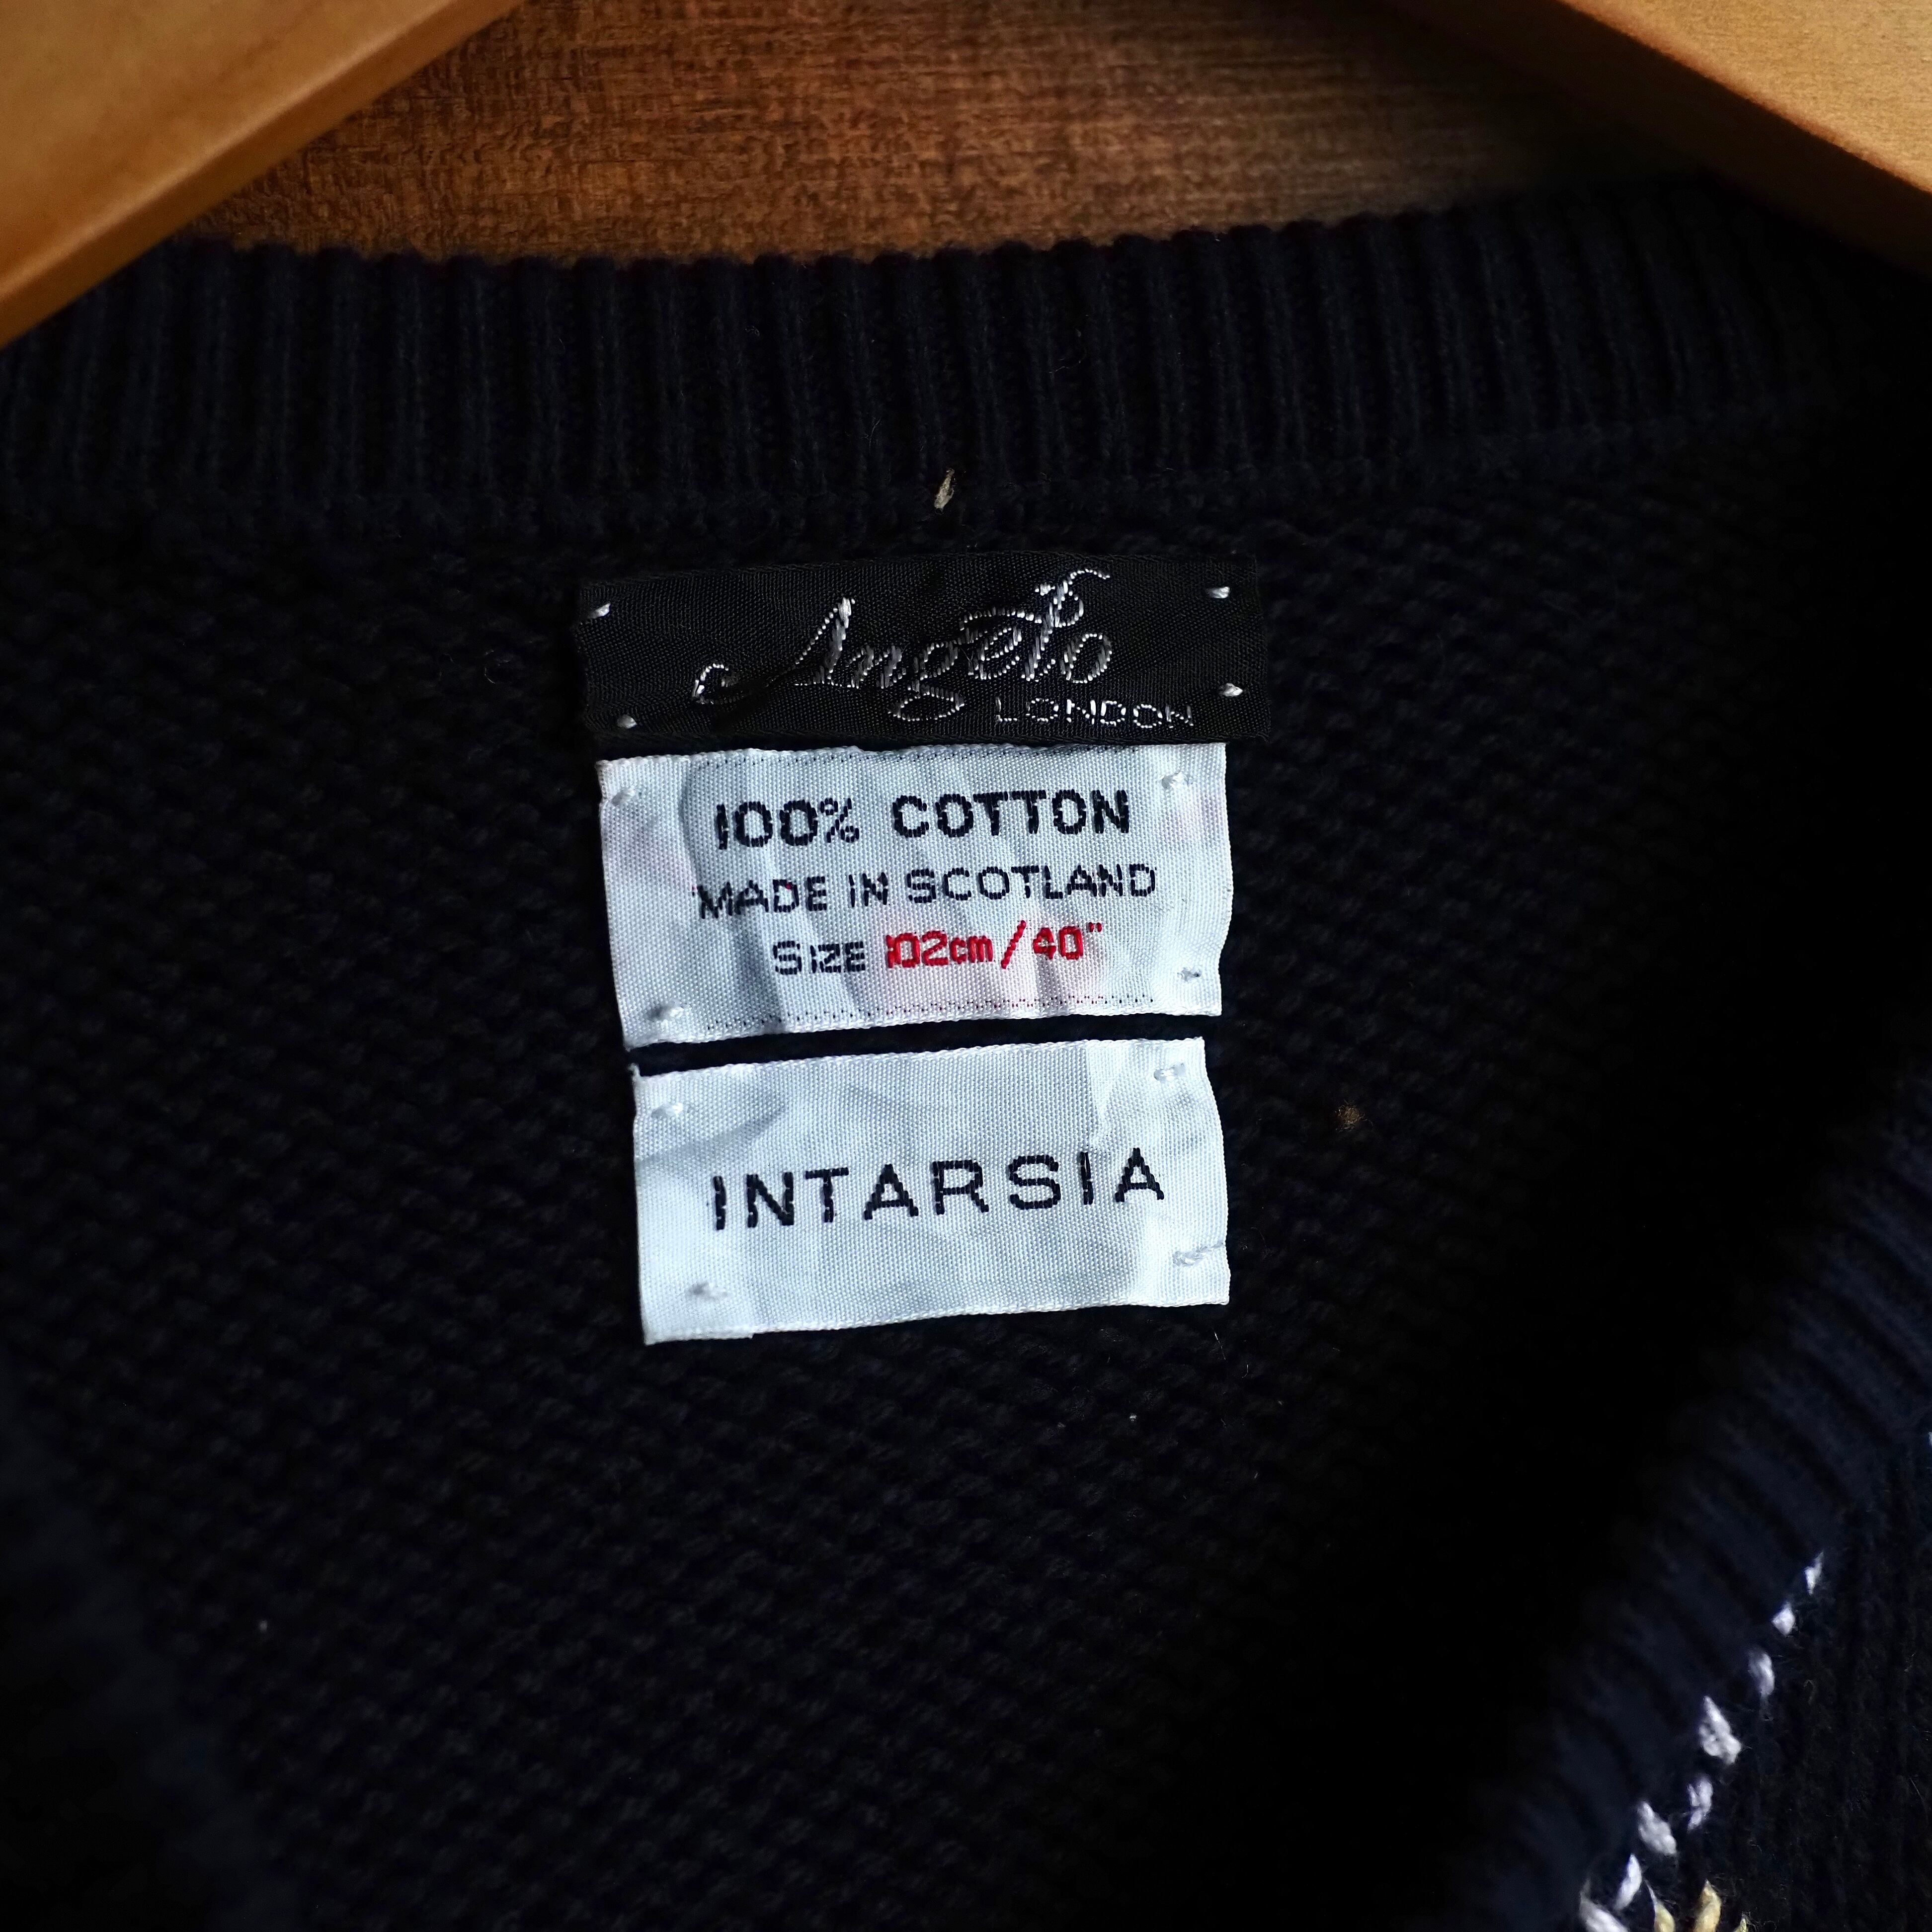 Angelo
LONDON
100% COTTON
MADE IN SCOTLAND
SIZE 102cm/40"
INTARSIA